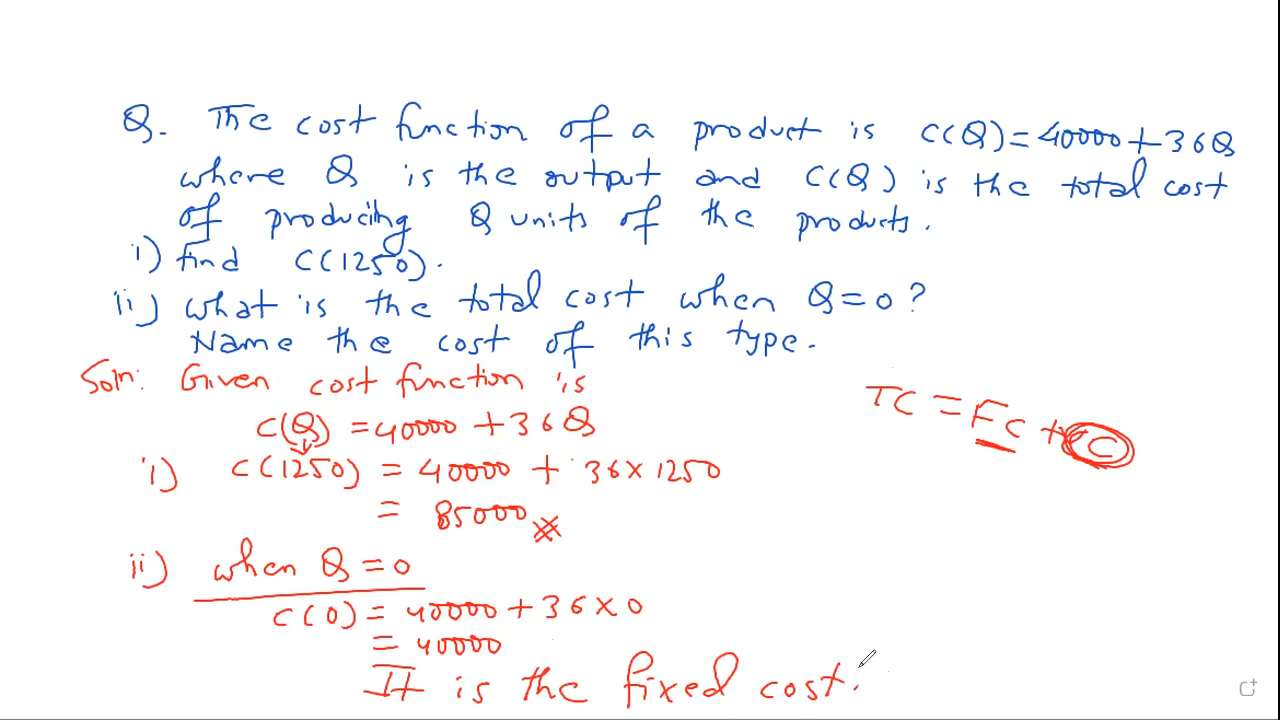 Q. The cost function of a product is C(Q)=40000+36Q
where Q is the output and C(Q) is the total cost
of producing Q units of the products.
i) Find C(1250).
ii) What is the total cost when Q=0?
Name the cost of this type.
Soln: Given cost function is
C(Q) = 40000 + 36Q
i) C(1250) = 40000 + 36×1250
= 85000
ii) when Q=0
C(0) = 40000 + 36×0
= 40000
It is the fixed cost.
TC = FC + VC